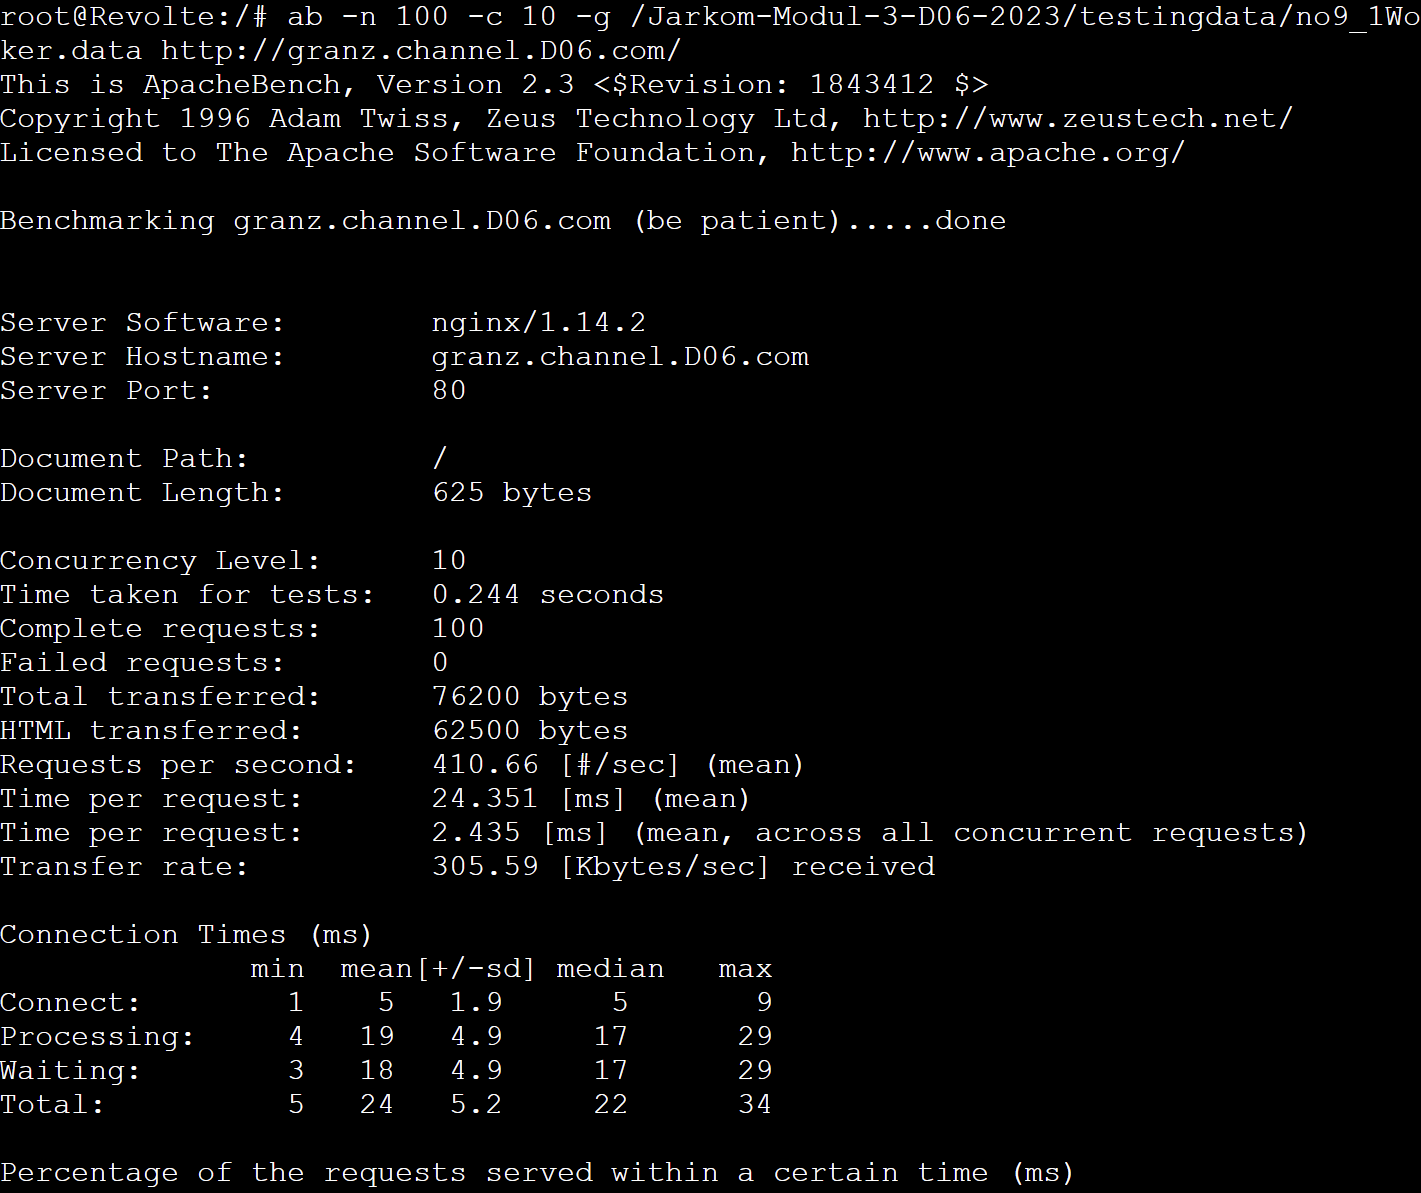 root@Revolte:/# ab -n 100 -c 10 -g /Jarkom-Modul-3-D06-2023/testingdata/no9_1Wo
ker.data http://granz.channel.D06.com/
This is ApacheBench, Version 2.3 <$Revision: 1843412 $>
Copyright 1996 Adam Twiss, Zeus Technology Ltd, http://www.zeustech.net/
Licensed to The Apache Software Foundation, http://www.apache.org/

Benchmarking granz.channel.D06.com (be patient).....done


Server Software:        nginx/1.14.2
Server Hostname:        granz.channel.D06.com
Server Port:            80

Document Path:          /
Document Length:        625 bytes

Concurrency Level:      10
Time taken for tests:   0.244 seconds
Complete requests:      100
Failed requests:        0
Total transferred:      76200 bytes
HTML transferred:       62500 bytes
Requests per second:    410.66 [#/sec] (mean)
Time per request:       24.351 [ms] (mean)
Time per request:       2.435 [ms] (mean, across all concurrent requests)
Transfer rate:          305.59 [Kbytes/sec] received

Connection Times (ms)
              min  mean[+/-sd] median   max
Connect:        1    5   1.9      5       9
Processing:     4   19   4.9     17      29
Waiting:        3   18   4.9     17      29
Total:          5   24   5.2     22      34

Percentage of the requests served within a certain time (ms)